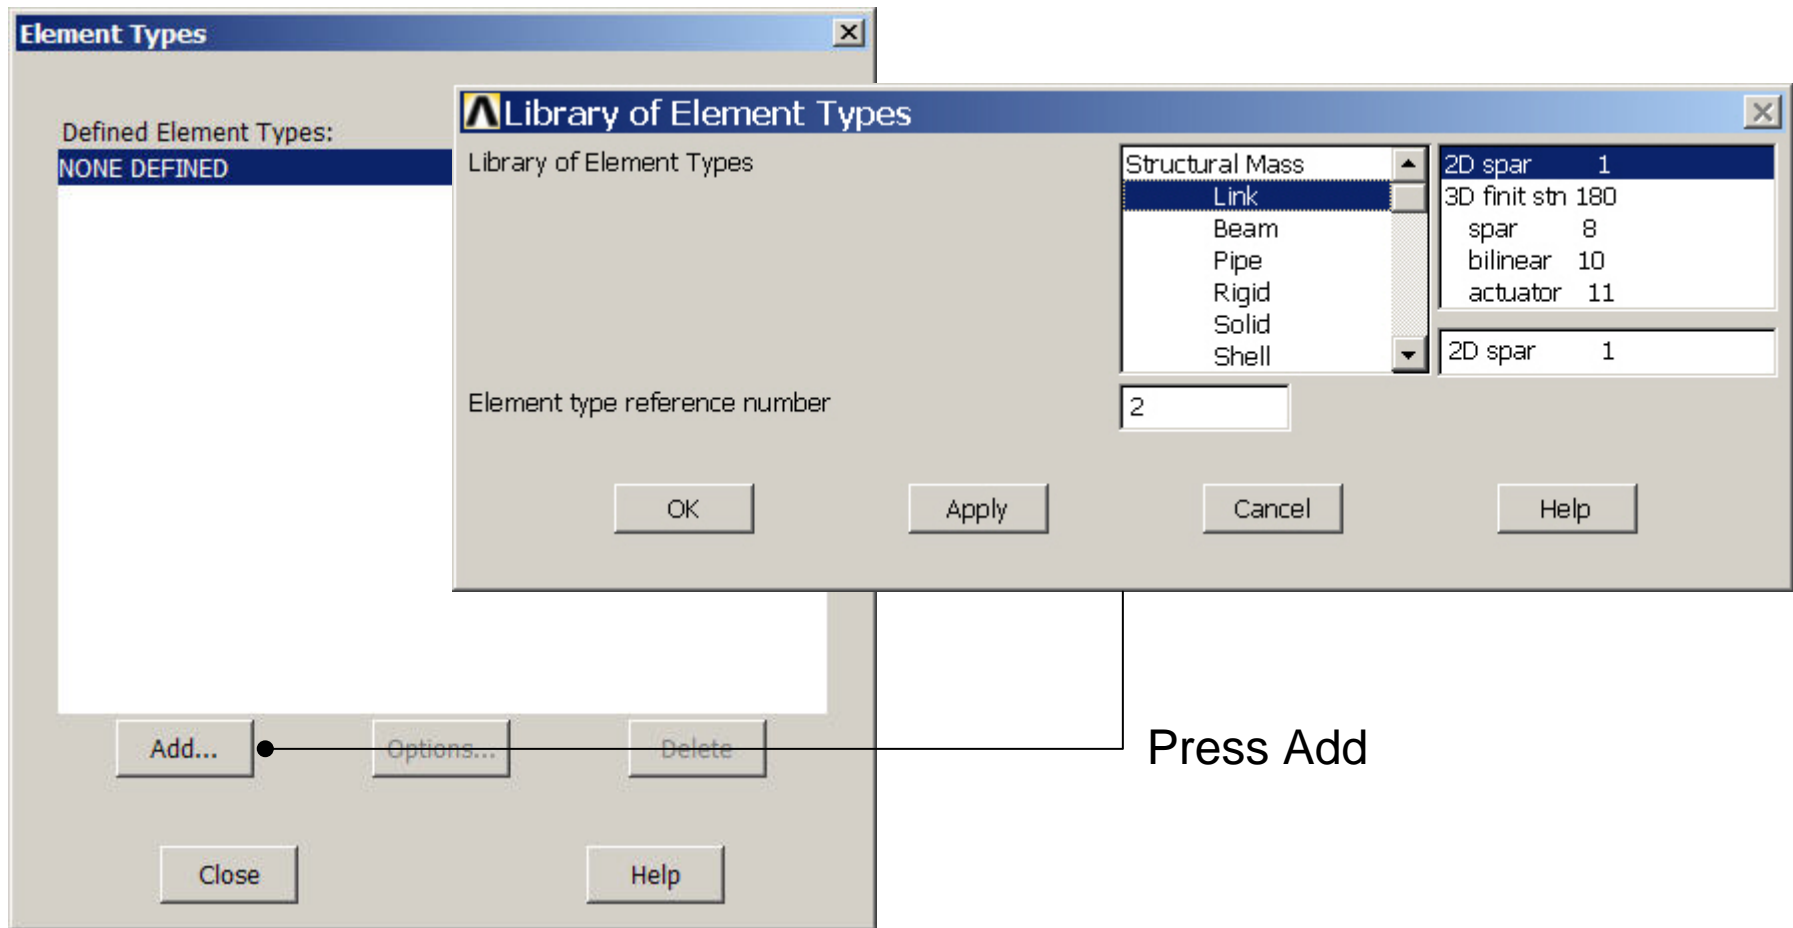 Element Types
Defined Element Types:
NONE DEFINED
Library of Element Types
Library of Element Types
Structural Mass
Link
Beam
Pipe
Rigid
Solid
Shell
2D spar 1
3D finit stn 180
spar 8
bilinear 10
actuator 11
2D spar 1
Element type reference number
2
OK
Apply
Cancel
Help
Add...
Options...
Delete
Press Add
Close
Help